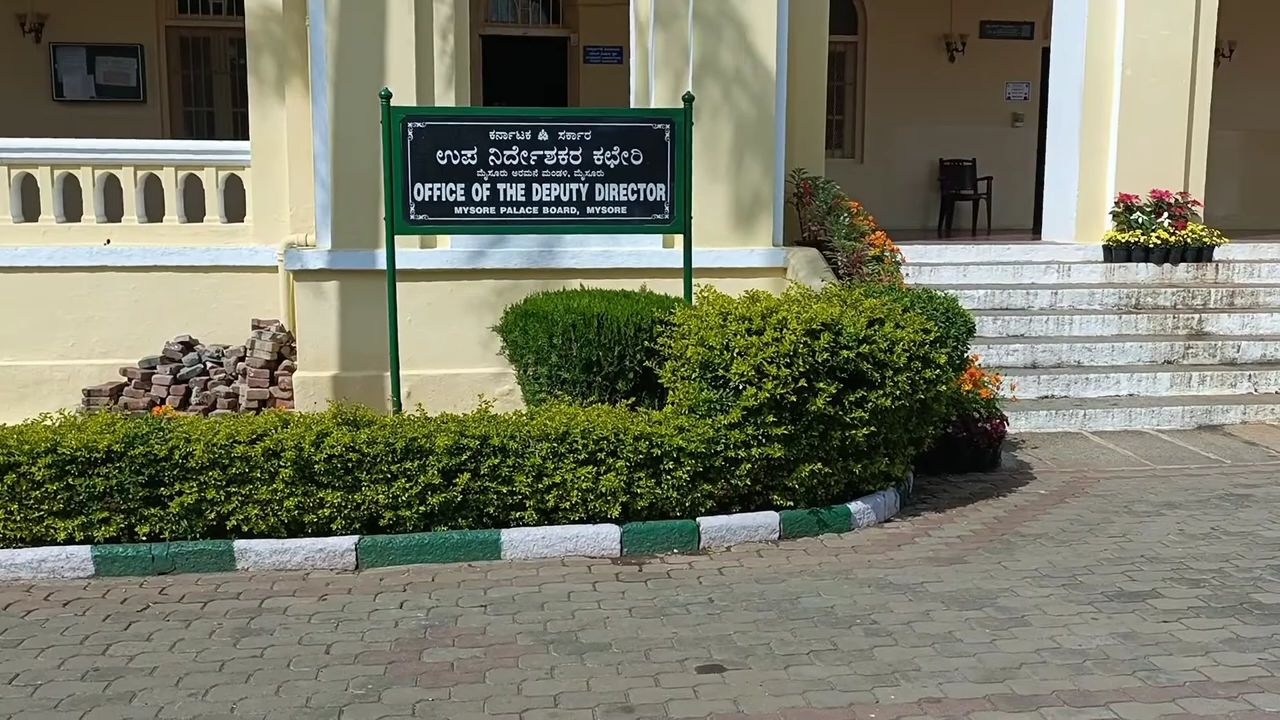 ಕರ್ನಾಟಕ ಸರ್ಕಾರ
ಉಪ ನಿರ್ದೇಶಕರ ಕಛೇರಿ
ಮೈಸೂರು ಅರಮನೆ ಮಂಡಳಿ, ಮೈಸೂರು
OFFICE OF THE DEPUTY DIRECTOR
MYSORE PALACE BOARD, MYSORE